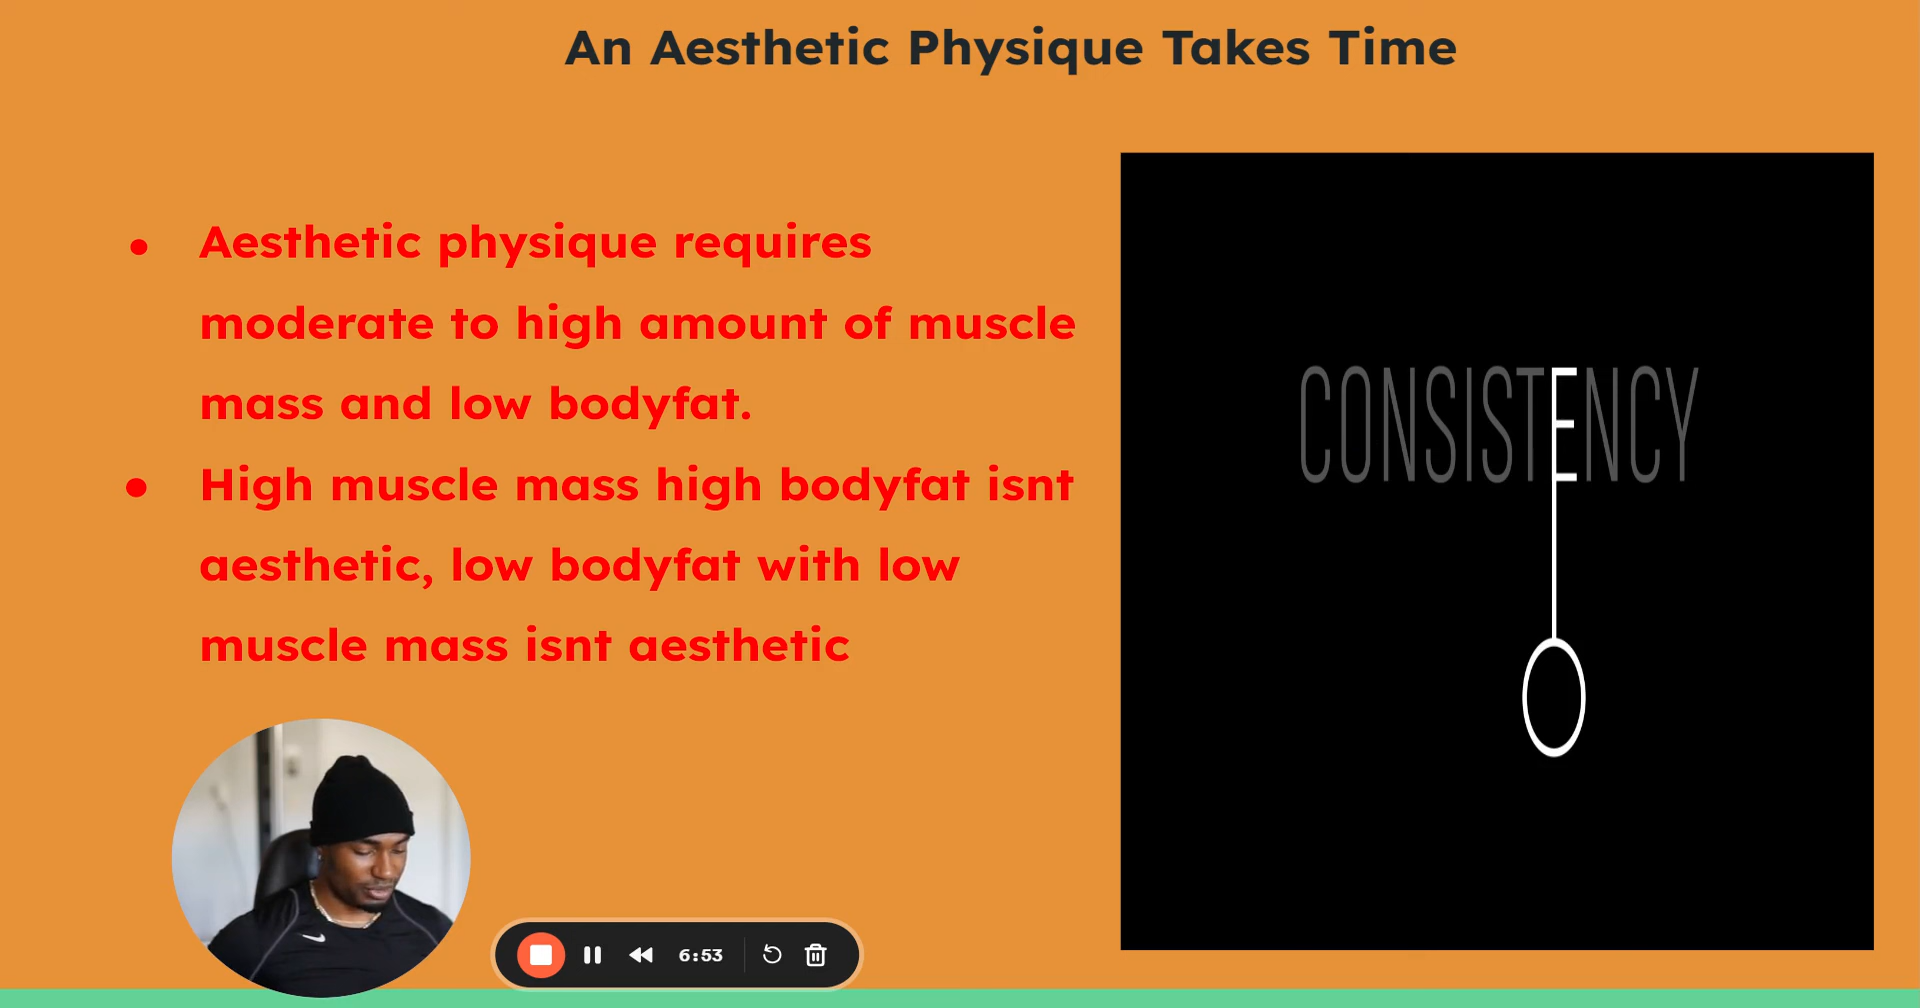 An Aesthetic Physique Takes Time
● Aesthetic physique requires
moderate to high amount of muscle
mass and low bodyfat.
● High muscle mass high bodyfat isnt
aesthetic, low bodyfat with low
muscle mass isnt aesthetic
CONSISTENCY
6:53